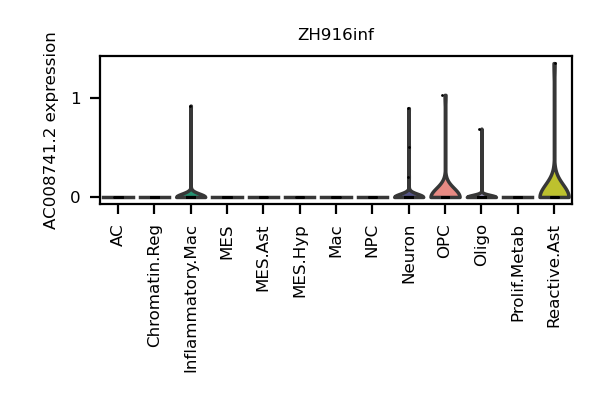 ZH916inf
AC008741.2 expression
1
0
AC
Chromatin.Reg
Inflammatory.Mac
MES
MES.Ast
MES.Hyp
Mac
NPC
Neuron
OPC
Oligo
Prolif.Metab
Reactive.Ast